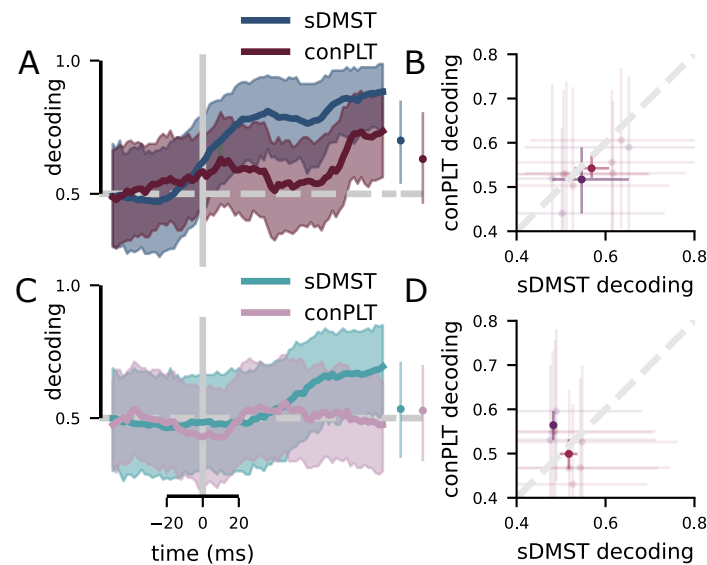 sDMST
conPLT
A
1.0
0.5
decoding
B
0.8
0.7
0.6
0.5
0.4
conPLT decoding
0.4
0.6
0.8
sDMST decoding
C
sDMST
conPLT
1.0
0.5
decoding
−20
0
20
time (ms)
D
0.8
0.7
0.6
0.5
0.4
conPLT decoding
0.4
0.6
0.8
sDMST decoding